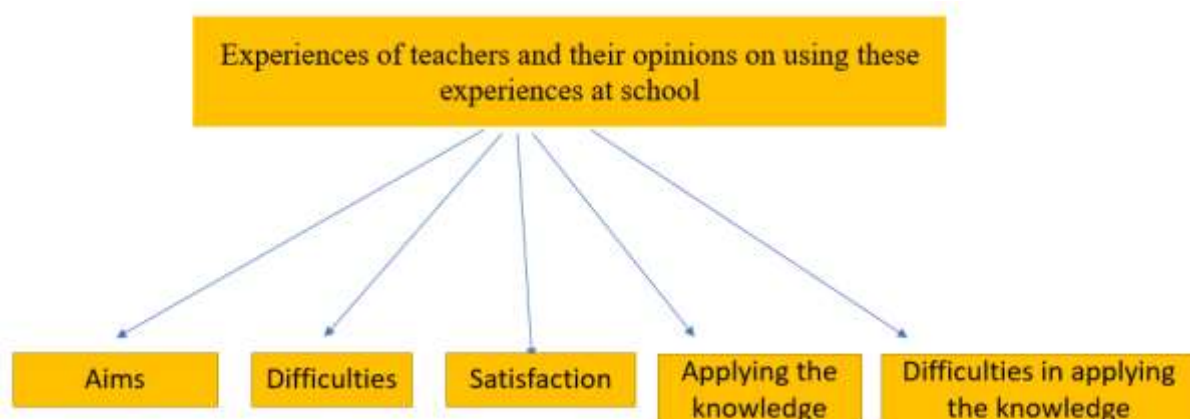 Experiences of teachers and their opinions on using these
experiences at school
Aims
Difficulties
Satisfaction
Applying the
knowledge
Difficulties in applying
the knowledge